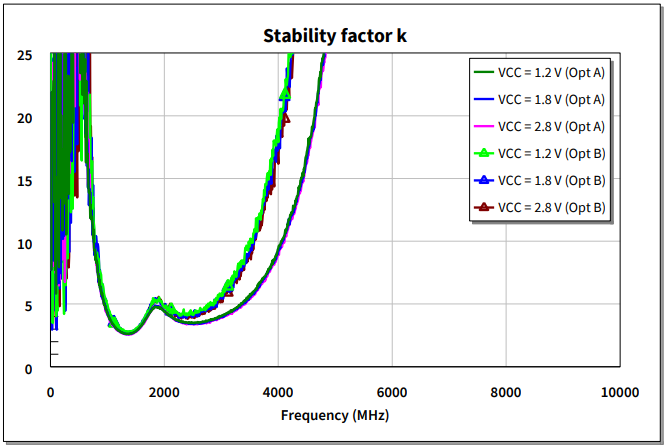 Stability factor k
25
20
15
10
5
0
0
2000
4000
6000
8000
10000
Frequency (MHz)
VCC = 1.2 V (Opt A)
VCC = 1.8 V (Opt A)
VCC = 2.8 V (Opt A)
VCC = 1.2 V (Opt B)
VCC = 1.8 V (Opt B)
VCC = 2.8 V (Opt B)